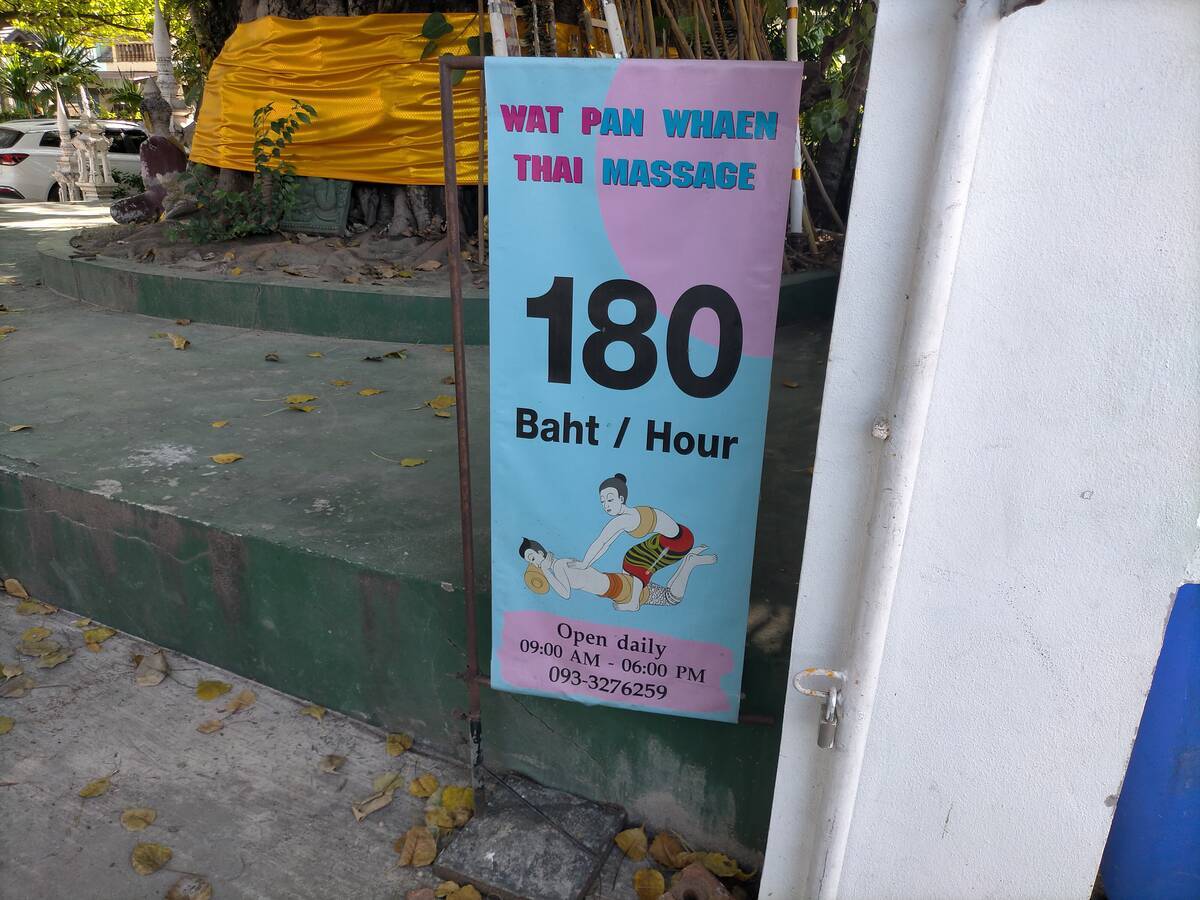 WAT PAN WHAEN
THAI MASSAGE
180
Baht / Hour
Open daily
09:00 AM - 06:00 PM
093-3276259